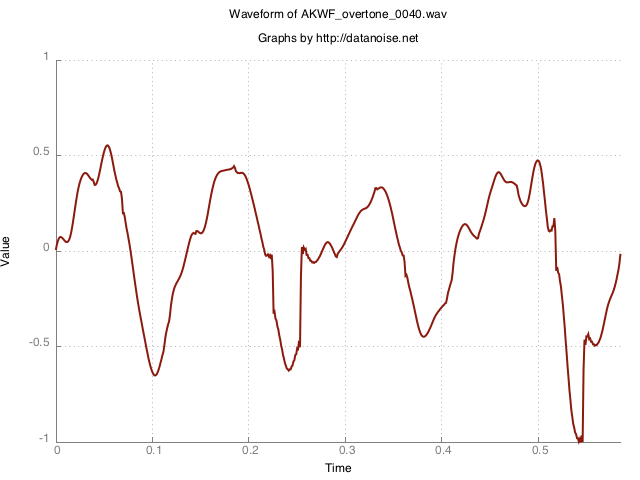 Waveform of AKWF_overtone_0040.wav
Graphs by http://datanoise.net
1
0.5
0
-0.5
-1
Value
0 0.1 0.2 0.3 0.4 0.5
Time